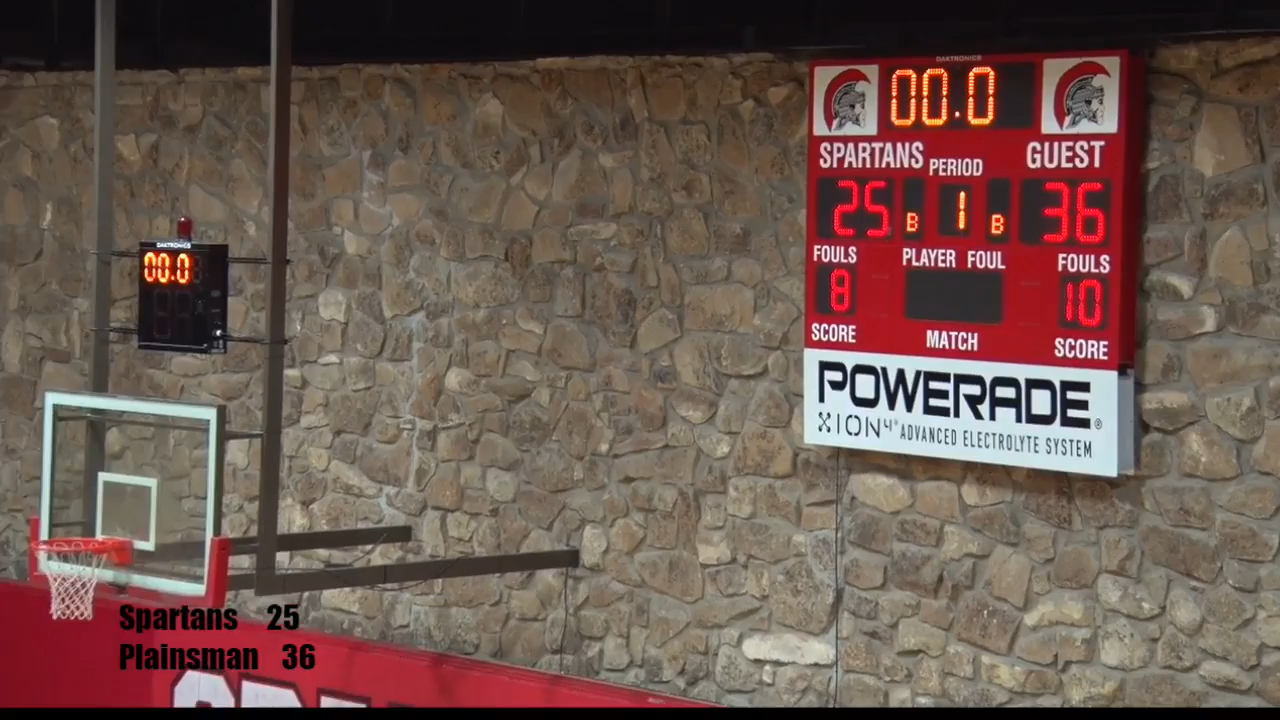 DAKTRONICS
00.0
SPARTANS PERIOD GUEST
25 B 1 B 36
FOULS PLAYER FOUL FOULS
8 10
SCORE MATCH SCORE
POWERADE®
ION4® ADVANCED ELECTROLYTE SYSTEM
DAKTRONICS
00.0
Spartans 25
Plainsman 36